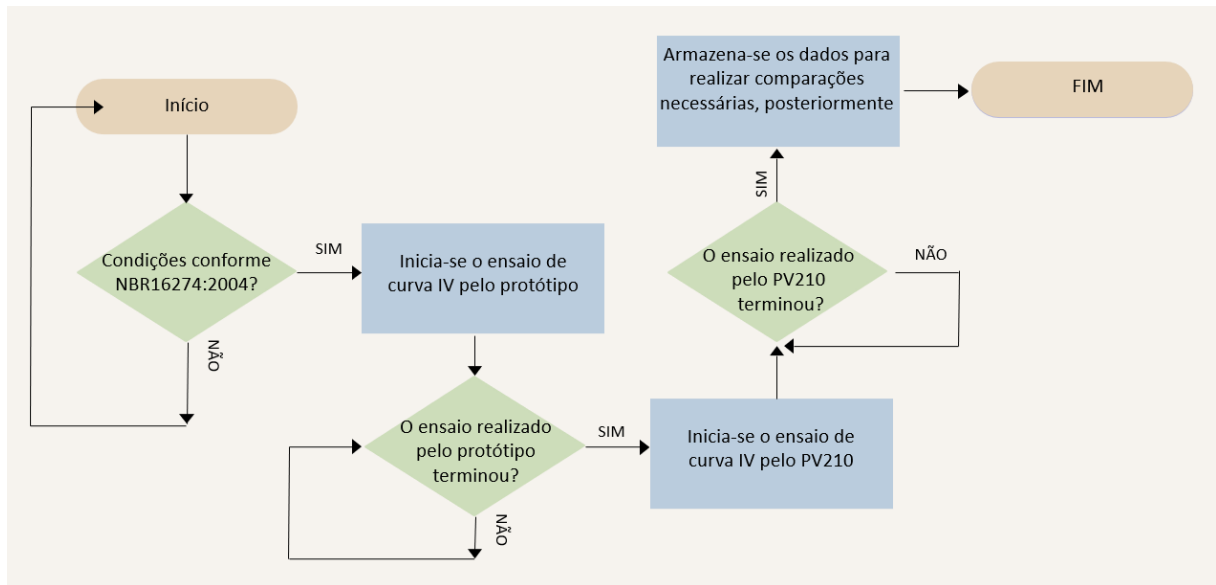 Início
Condições conforme
NBR16274:2004?
SIM
NÃO
Inicia-se o ensaio de
curva IV pelo protótipo
O ensaio realizado
pelo protótipo
terminou?
NÃO
SIM
Inicia-se o ensaio de
curva IV pelo PV210
O ensaio realizado
pelo PV210
terminou?
NÃO
SIM
Armazena-se os dados para
realizar comparações
necessárias, posteriormente
FIM